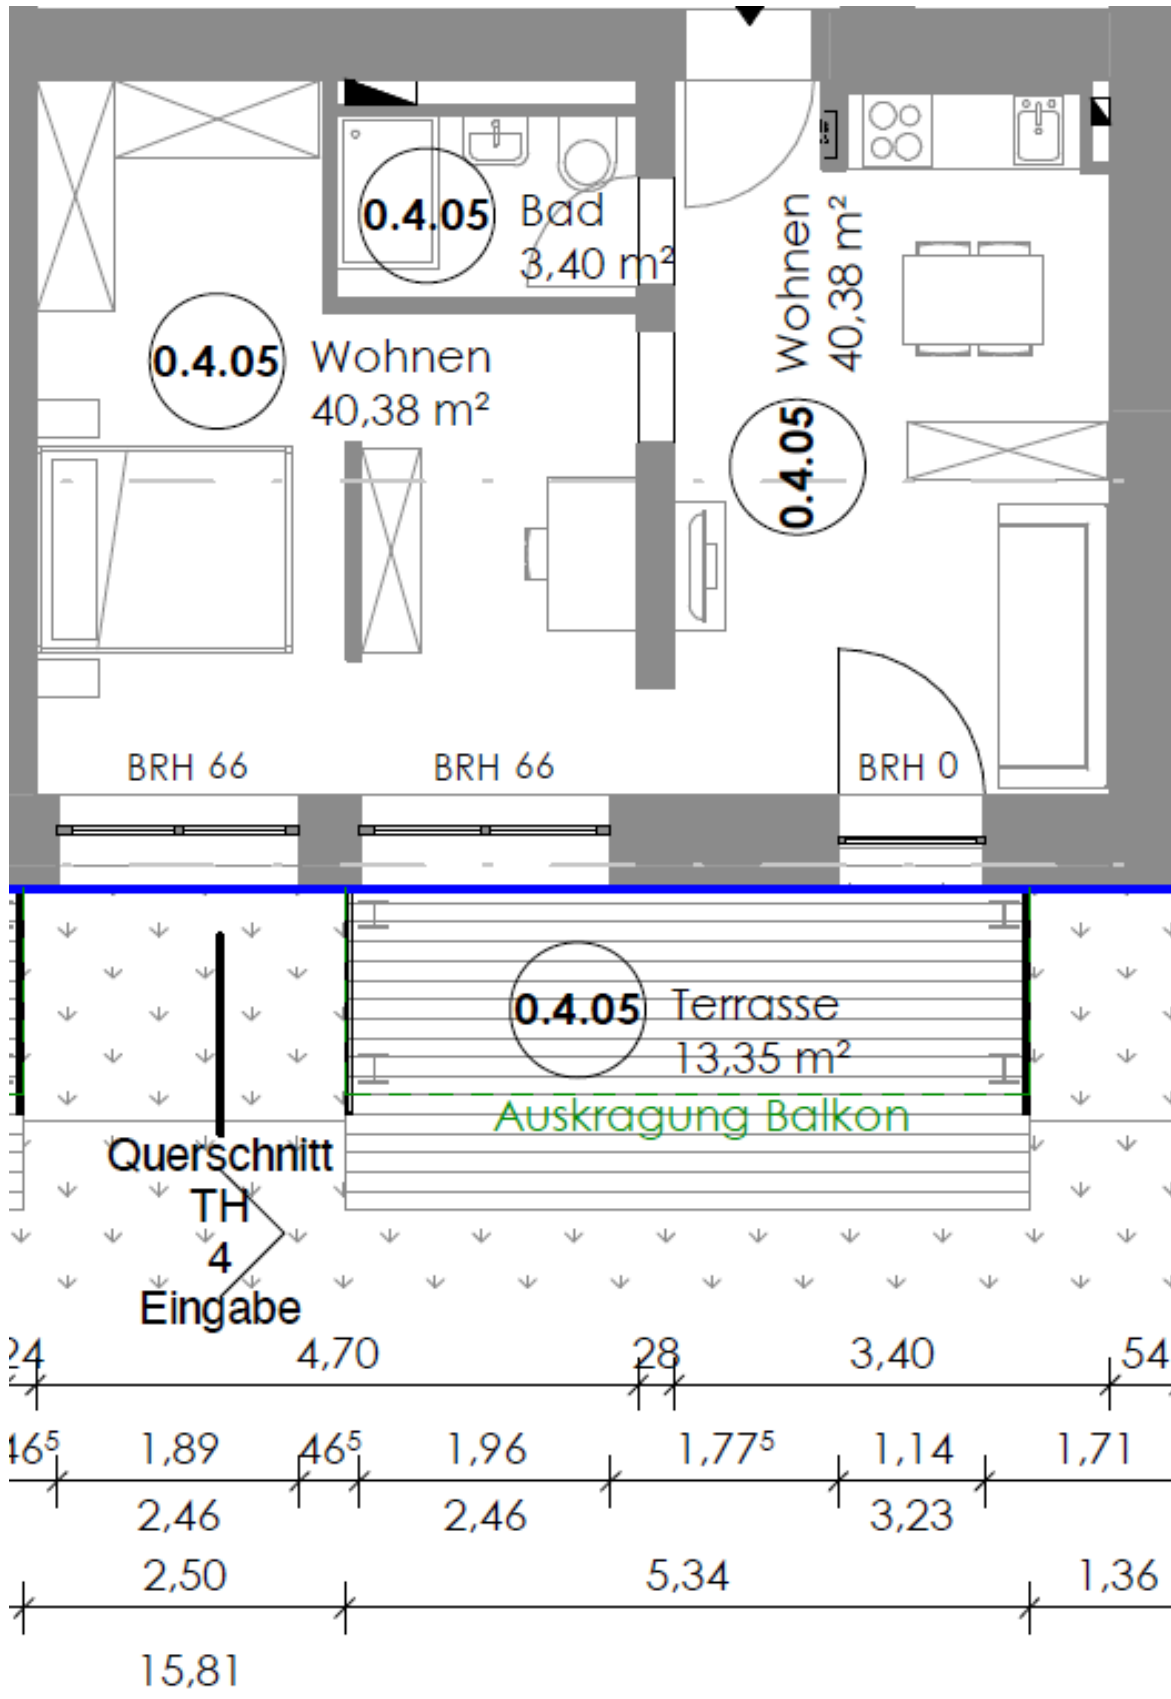 0.4.05
Bad
3,40 m²
0.4.05
Wohnen
40,38 m²
Wohnen
40,38 m²
0.4.05
BRH 66
BRH 66
BRH 0
0.4.05
Terrasse
13,35 m²
Auskragung Balkon
Querschnitt
TH
4
Eingabe
24 4,70 28 3,40 54
46⁵ 1,89 46⁵ 1,96 1,77⁵ 1,14 1,71
2,46 2,46 3,23
2,50 5,34 1,36
15,81